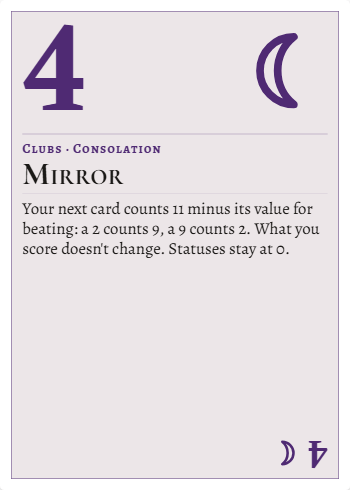 4
Clubs · Consolation
Mirror
Your next card counts 11 minus its value for
beating: a 2 counts 9, a 9 counts 2. What you
score doesn't change. Statuses stay at 0.
4